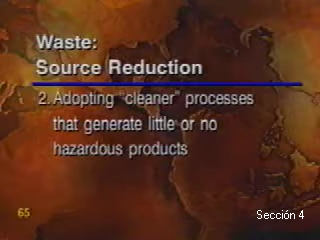 Waste:
Source Reduction
2. Adopting "cleaner" processes
that generate little or no
hazardous products
65
Sección 4